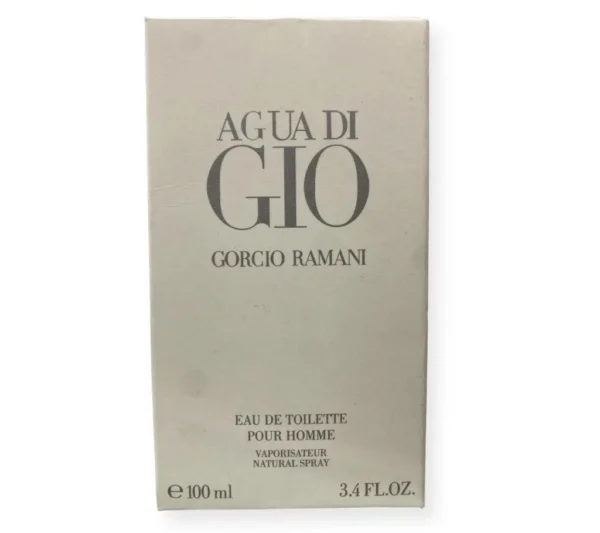 AGUA DI
GIO
GORCIO RAMANI
EAU DE TOILETTE
POUR HOMME
VAPORISATEUR
NATURAL SPRAY
℮ 100 ml 3.4 FL.OZ.